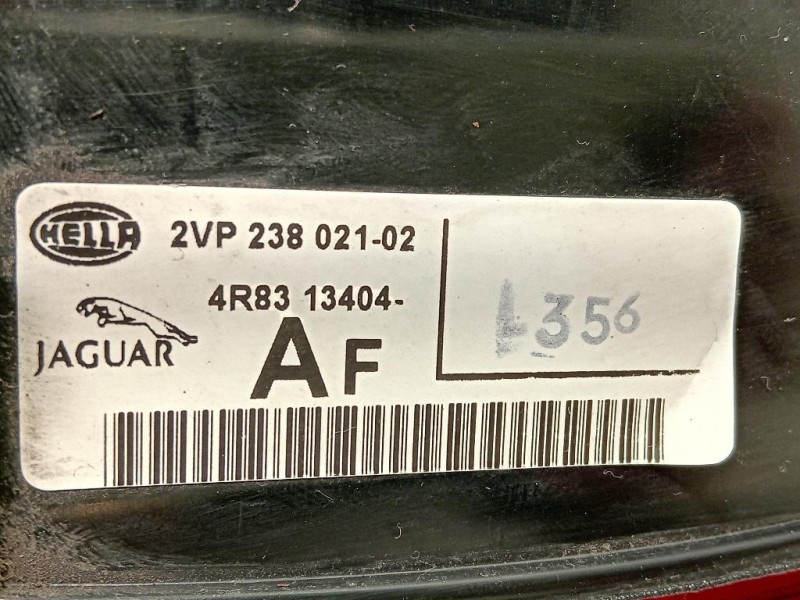 HELLA 2VP 238 021-02
4R83 13404-
JAGUAR AF
356